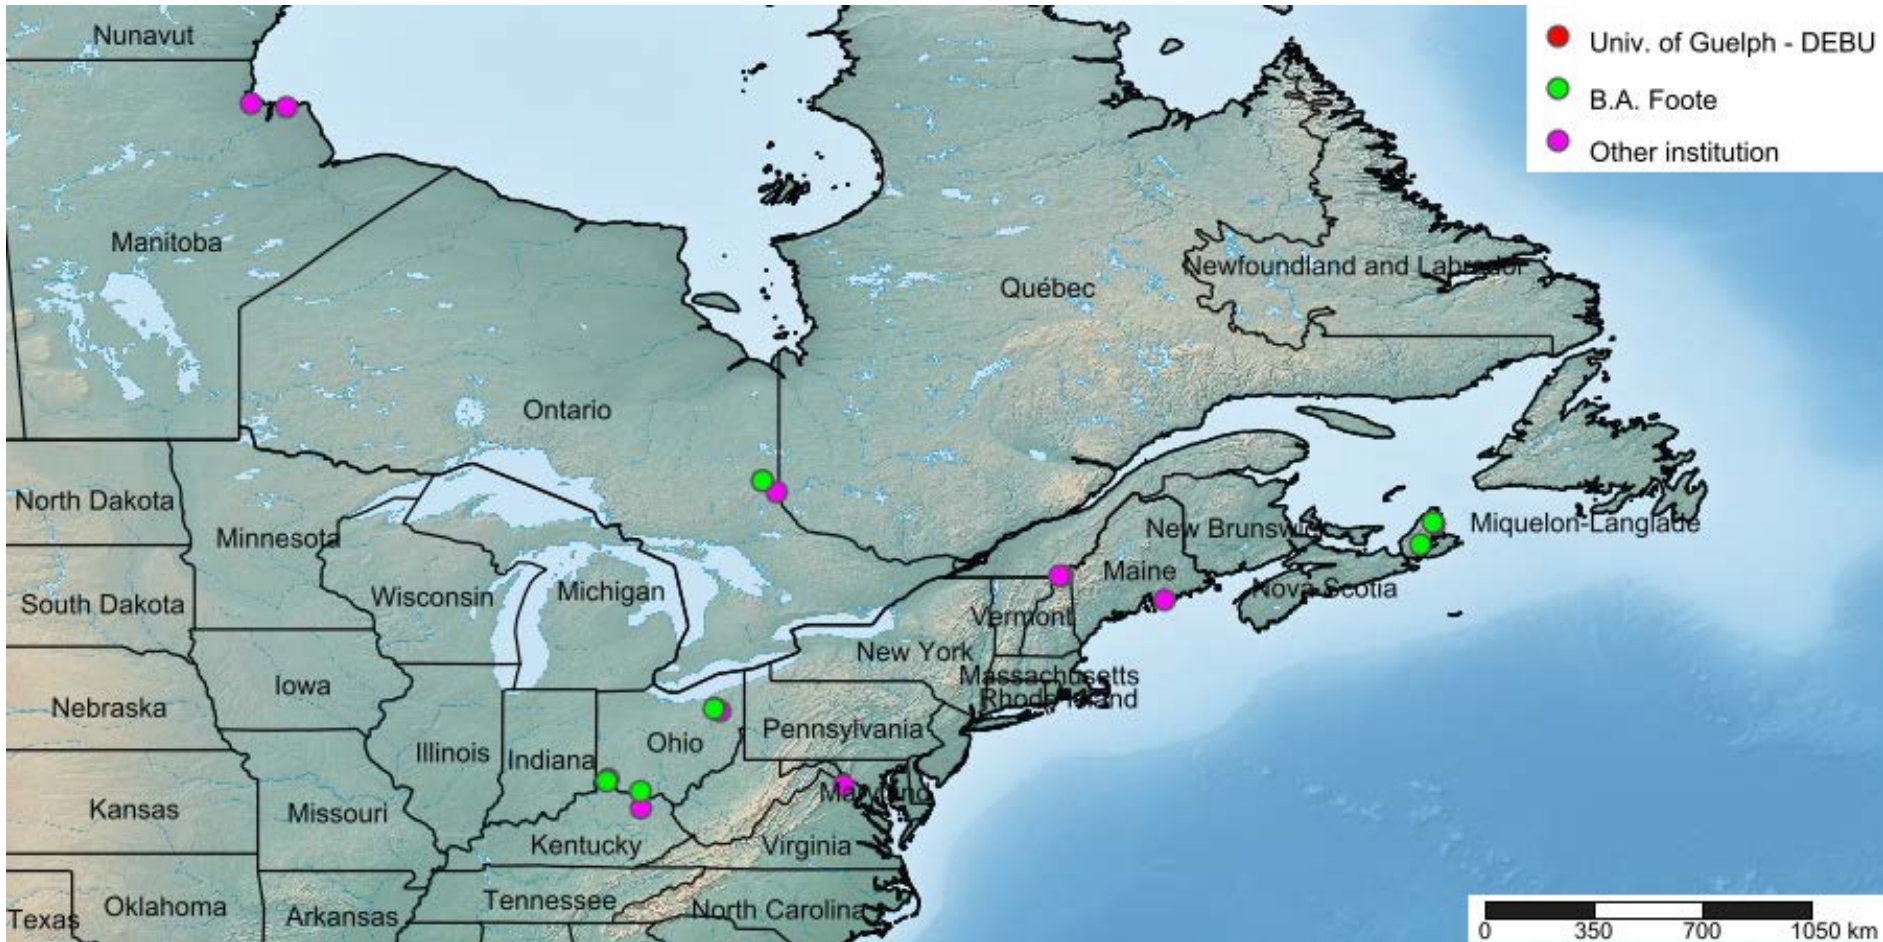 Nunavut
Univ. of Guelph - DEBU
B.A. Foote
Other institution
Manitoba
Newfoundland and Labrador
Québec
Ontario
North Dakota
Minnesota
New Brunswick
Miquelon-Langlade
Maine
Nova Scotia
South Dakota
Wisconsin
Michigan
Vermont
New York
Massachusetts
Rhode Island
Iowa
Nebraska
Pennsylvania
Ohio
Illinois
Indiana
Maryland
Kansas
Missouri
Kentucky
Virginia
Tennessee
North Carolina
Oklahoma
Arkansas
Texas
0 350 700 1050 km